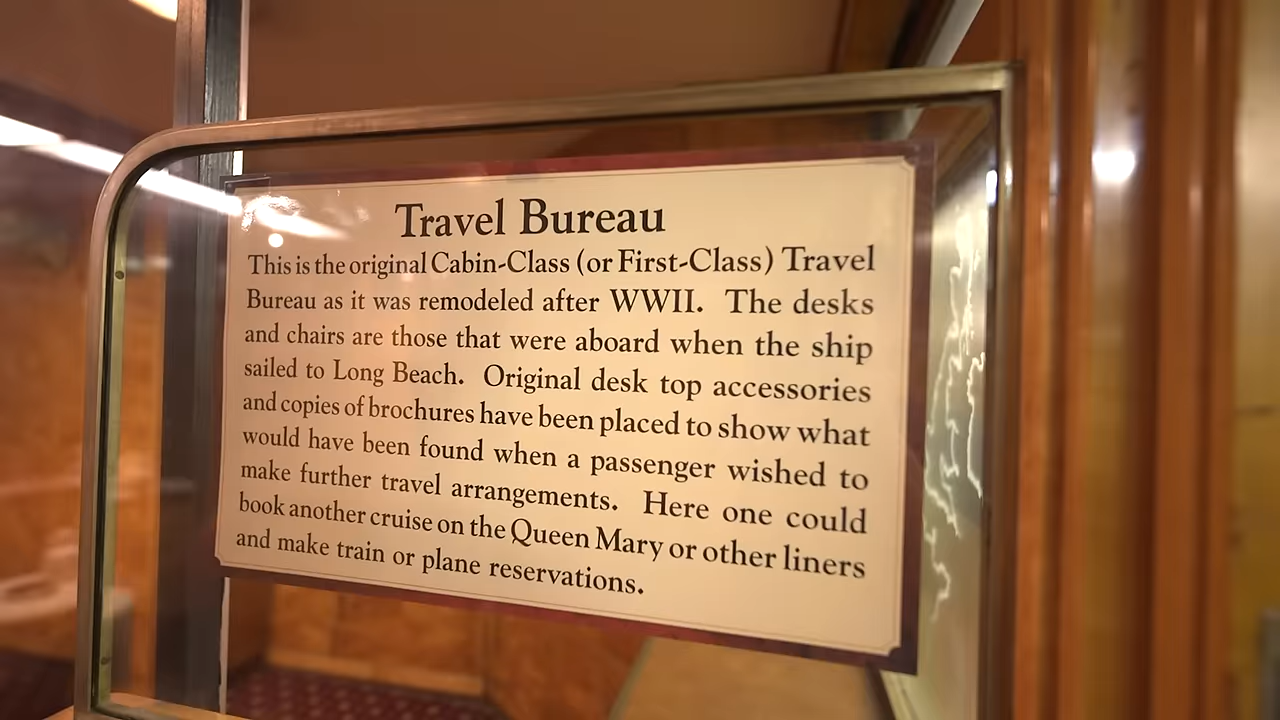 Travel Bureau
This is the original Cabin-Class (or First-Class) Travel
Bureau as it was remodeled after WWII. The desks
and chairs are those that were aboard when the ship
sailed to Long Beach. Original desk top accessories
and copies of brochures have been placed to show what
would have been found when a passenger wished to
make further travel arrangements. Here one could
book another cruise on the Queen Mary or other liners
and make train or plane reservations.